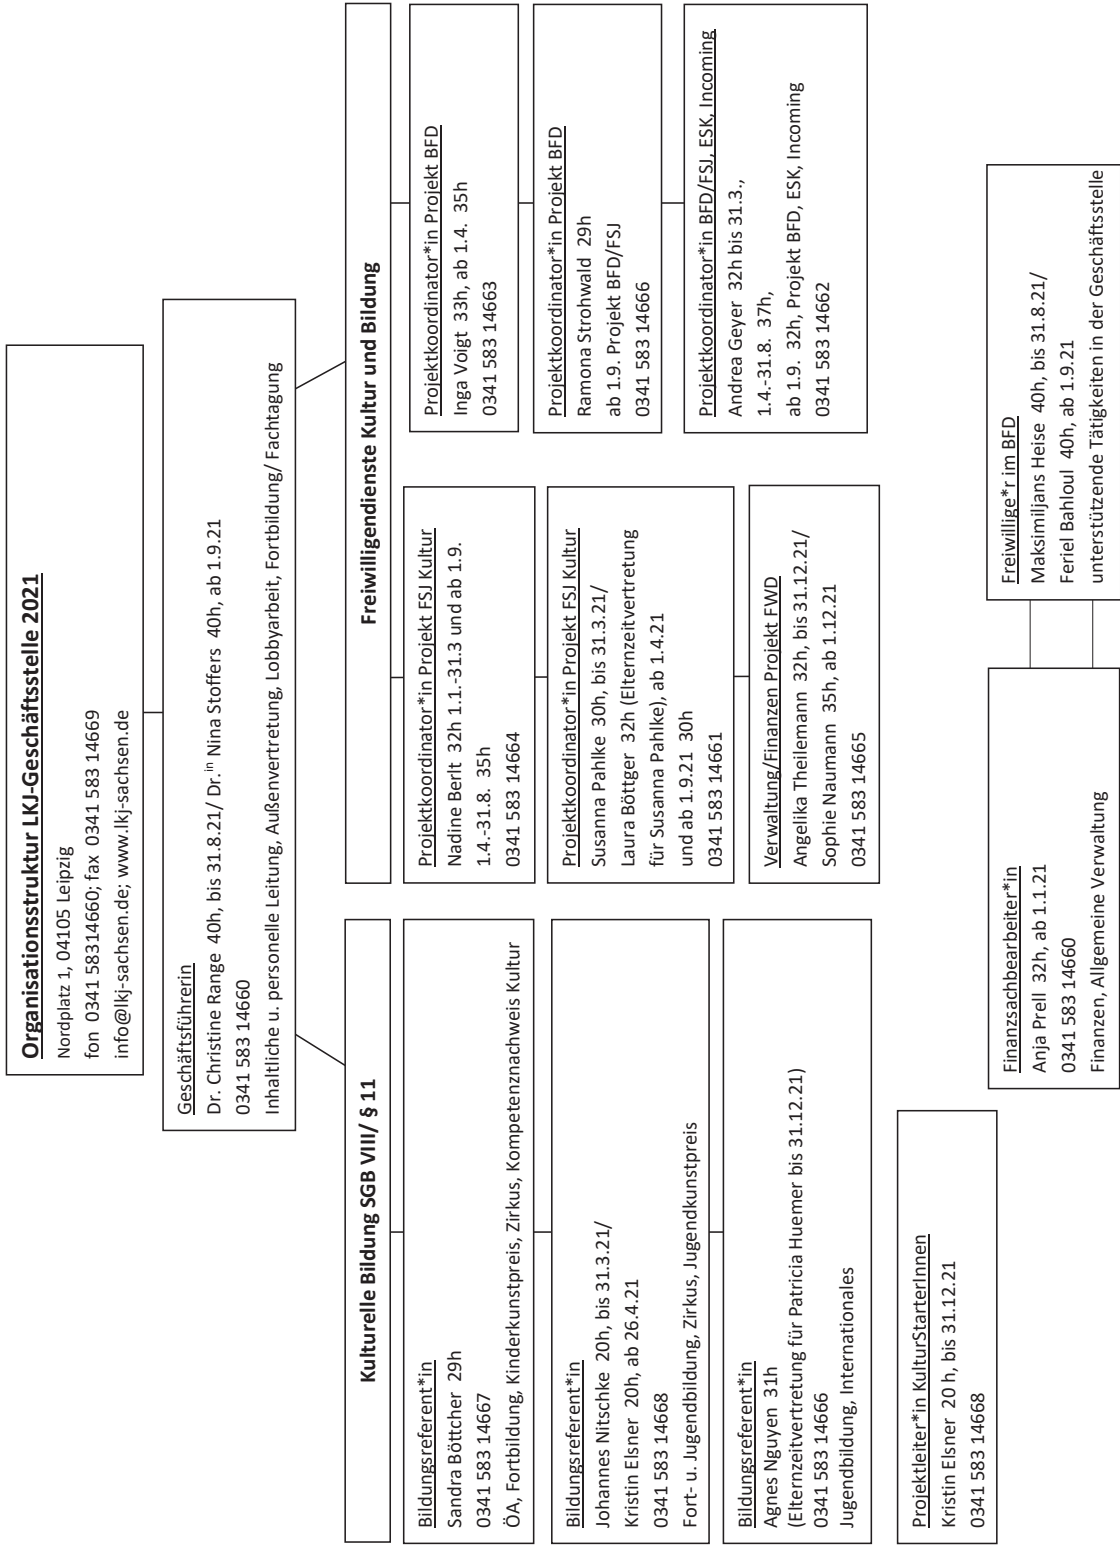 Organisationsstruktur LKJ-Geschäftsstelle 2021
Nordplatz 1, 04105 Leipzig
fon 0341 58314660; fax 0341 583 14669
info@lkj-sachsen.de; www.lkj-sachsen.de
Geschäftsführerin
Dr. Christine Range 40h, bis 31.8.21/ Dr.in Nina Stoffers 40h, ab 1.9.21
0341 583 14660
Inhaltliche u. personelle Leitung, Außenvertretung, Lobbyarbeit, Fortbildung/ Fachtagung
Kulturelle Bildung SGB VIII/ § 11
Bildungsreferent*in
Sandra Böttcher 29h
0341 583 14667
ÖA, Fortbildung, Kinderkunstpreis, Zirkus, Kompetenznachweis Kultur
Bildungsreferent*in
Johannes Nitschke 20h, bis 31.3.21/
Kristin Elsner 20h, ab 26.4.21
0341 583 14668
Fort- u. Jugendbildung, Zirkus, Jugendkunstpreis
Bildungsreferent*in
Agnes Nguyen 31h
(Elternzeitvertretung für Patricia Huemer bis 31.12.21)
0341 583 14666
Jugendbildung, Internationales
Projektleiter*in KulturStarterInnen
Kristin Elsner 20 h, bis 31.12.21
0341 583 14668
Freiwilligendienste Kultur und Bildung
Projektkoordinator*in Projekt FSJ Kultur
Nadine Berlt 32h 1.1.-31.3 und ab 1.9.
1.4.-31.8. 35h
0341 583 14664
Projektkoordinator*in Projekt FSJ Kultur
Susanna Pahlke 30h, bis 31.3.21/
Laura Böttger 32h (Elternzeitvertretung
für Susanna Pahlke), ab 1.4.21
und ab 1.9.21 30h
0341 583 14661
Verwaltung/Finanzen Projekt FWD
Angelika Theilemann 32h, bis 31.12.21/
Sophie Naumann 35h, ab 1.12.21
0341 583 14665
Projektkoordinator*in Projekt BFD
Inga Voigt 33h, ab 1.4. 35h
0341 583 14663
Projektkoordinator*in Projekt BFD
Ramona Strohwald 29h
ab 1.9. Projekt BFD/FSJ
0341 583 14666
Projektkoordinator*in BFD/FSJ, ESK, Incoming
Andrea Geyer 32h bis 31.3.,
1.4.-31.8. 37h,
ab 1.9. 32h, Projekt BFD, ESK, Incoming
0341 583 14662
Finanzsachbearbeiter*in
Anja Prell 32h, ab 1.1.21
0341 583 14660
Finanzen, Allgemeine Verwaltung
Freiwillige*r im BFD
Maksimiljans Heise 40h, bis 31.8.21/
Feriel Bahloul 40h, ab 1.9.21
unterstützende Tätigkeiten in der Geschäftsstelle